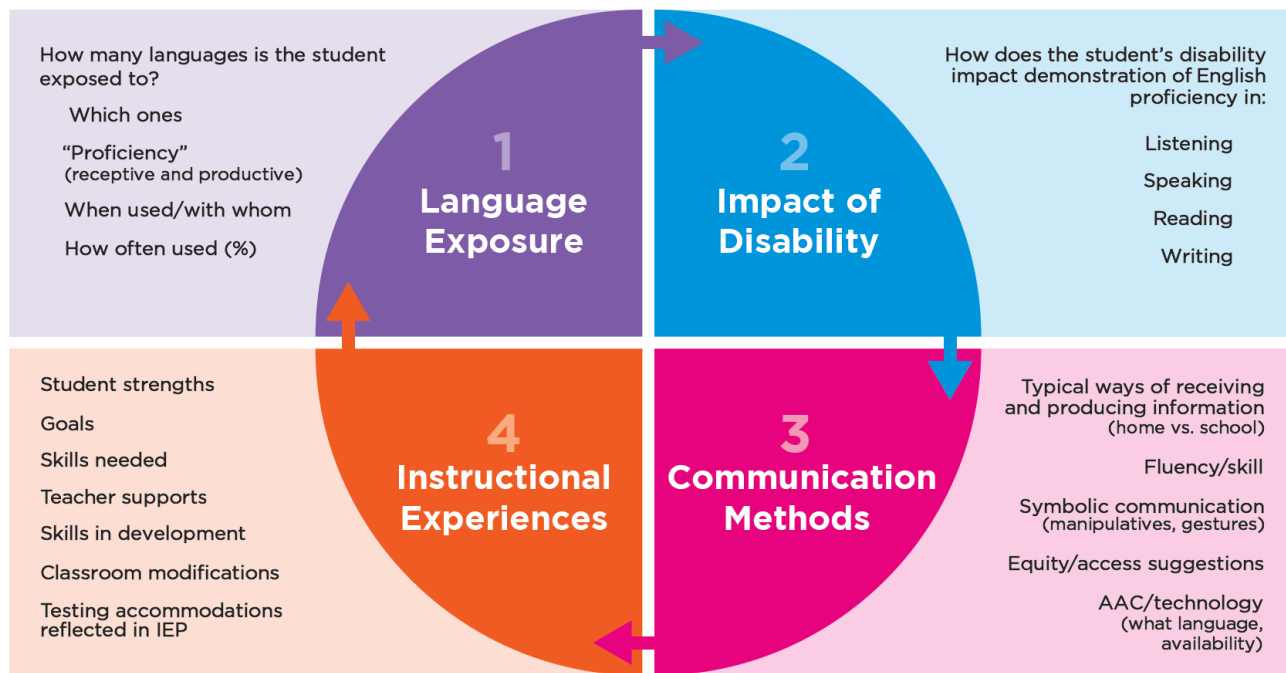 How many languages is the student
exposed to?
Which ones
“Proficiency”
(receptive and productive)
When used/with whom
How often used (%)
1
Language
Exposure
2
Impact of
Disability
How does the student’s disability
impact demonstration of English
proficiency in:
Listening
Speaking
Reading
Writing
3
Communication
Methods
Typical ways of receiving
and producing information
(home vs. school)
Fluency/skill
Symbolic communication
(manipulatives, gestures)
Equity/access suggestions
AAC/technology
(what language,
availability)
4
Instructional
Experiences
Student strengths
Goals
Skills needed
Teacher supports
Skills in development
Classroom modifications
Testing accommodations
reflected in IEP